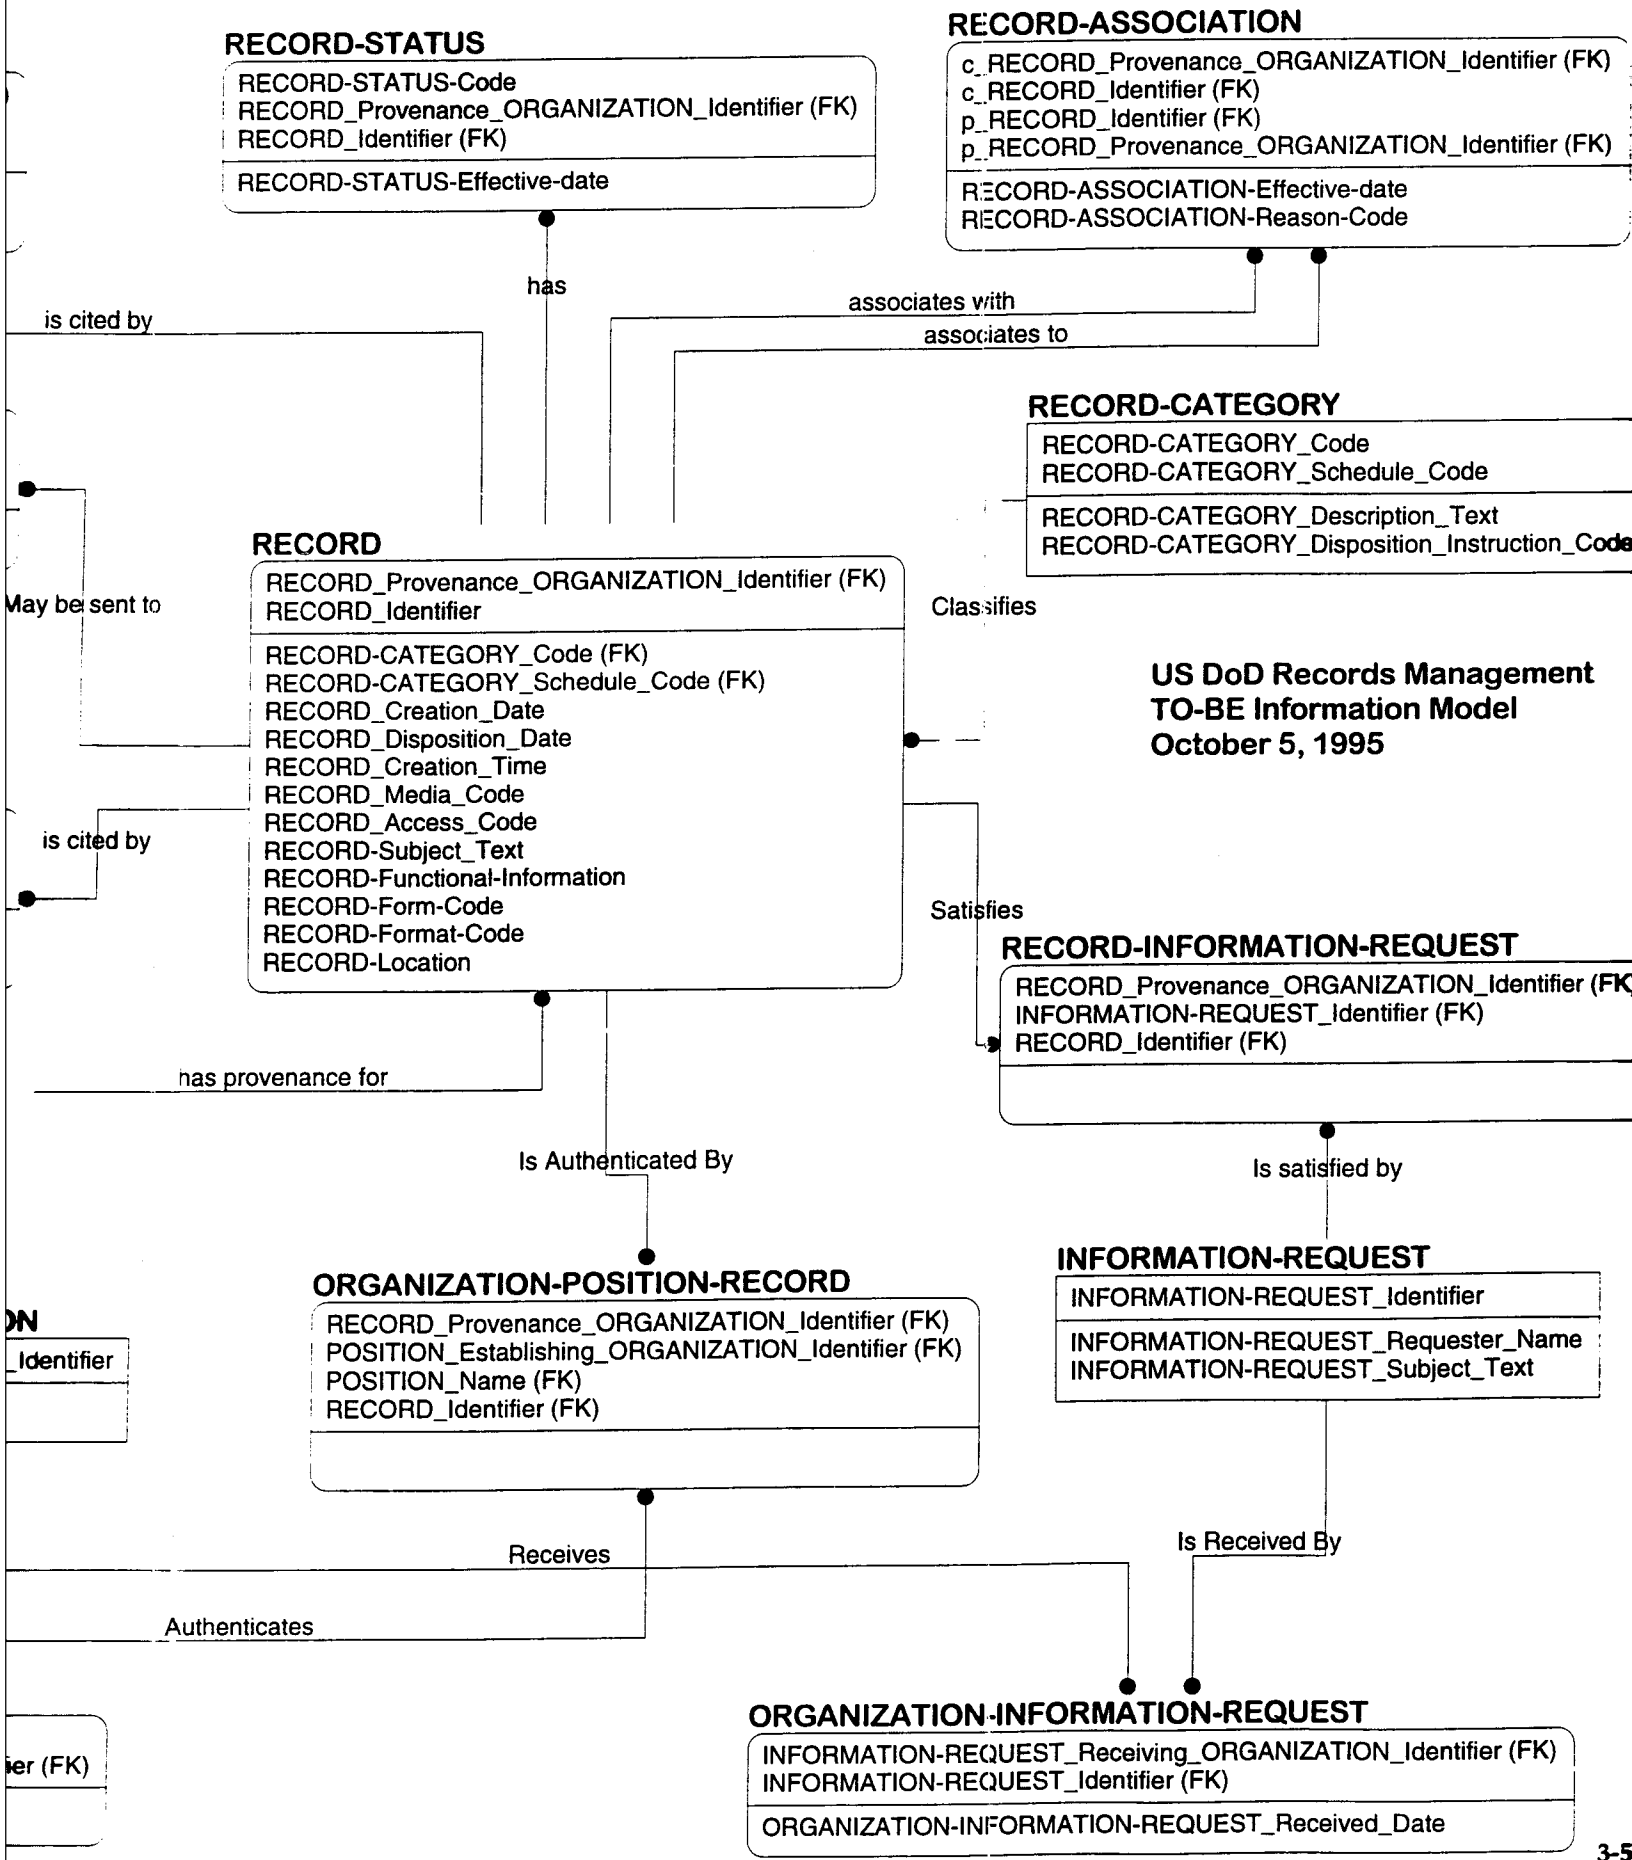 RECORD-STATUS
RECORD-STATUS-Code
RECORD_Provenance_ORGANIZATION_Identifier (FK)
RECORD_Identifier (FK)
RECORD-STATUS-Effective-date
RECORD-ASSOCIATION
c_RECORD_Provenance_ORGANIZATION_Identifier (FK)
c_RECORD_Identifier (FK)
p_RECORD_Identifier (FK)
p_RECORD_Provenance_ORGANIZATION_Identifier (FK)
RECORD-ASSOCIATION-Effective-date
RECORD-ASSOCIATION-Reason-Code
has
is cited by
associates with
associates to
RECORD-CATEGORY
RECORD-CATEGORY_Code
RECORD-CATEGORY_Schedule_Code
RECORD-CATEGORY_Description_Text
RECORD-CATEGORY_Disposition_Instruction_Code
RECORD
RECORD_Provenance_ORGANIZATION_Identifier (FK)
RECORD_Identifier
RECORD-CATEGORY_Code (FK)
RECORD-CATEGORY_Schedule_Code (FK)
RECORD_Creation_Date
RECORD_Disposition_Date
RECORD_Creation_Time
RECORD_Media_Code
RECORD_Access_Code
RECORD-Subject_Text
RECORD-Functional-Information
RECORD-Form-Code
RECORD-Format-Code
RECORD-Location
May be sent to
is cited by
Classifies
US DoD Records Management
TO-BE Information Model
October 5, 1995
Satisfies
RECORD-INFORMATION-REQUEST
RECORD_Provenance_ORGANIZATION_Identifier (FK)
INFORMATION-REQUEST_Identifier (FK)
RECORD_Identifier (FK)
has provenance for
Is Authenticated By
Is satisfied by
ORGANIZATION-POSITION-RECORD
RECORD_Provenance_ORGANIZATION_Identifier (FK)
POSITION_Establishing_ORGANIZATION_Identifier (FK)
POSITION_Name (FK)
RECORD_Identifier (FK)
INFORMATION-REQUEST
INFORMATION-REQUEST_Identifier
INFORMATION-REQUEST_Requester_Name
INFORMATION-REQUEST_Subject_Text
ON
_Identifier
Receives
Is Received By
Authenticates
ier (FK)
ORGANIZATION-INFORMATION-REQUEST
INFORMATION-REQUEST_Receiving_ORGANIZATION_Identifier (FK)
INFORMATION-REQUEST_Identifier (FK)
ORGANIZATION-INFORMATION-REQUEST_Received_Date
3-5